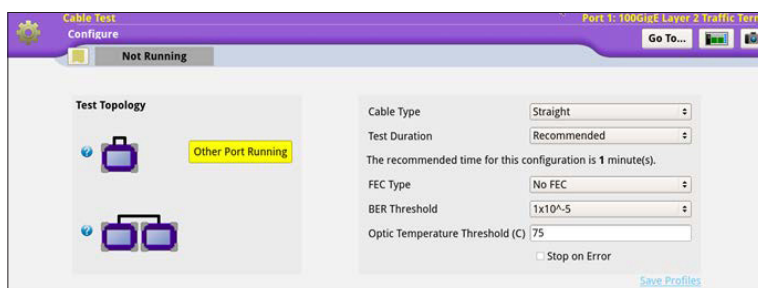 Cable Test
Port 1: 100GigE Layer 2 Traffic Term
Configure
Go To...
Not Running
Test Topology
Other Port Running
Cable Type
Straight
Test Duration
Recommended
The recommended time for this configuration is 1 minute(s).
FEC Type
No FEC
BER Threshold
1x10^-5
Optic Temperature Threshold (C)
75
Stop on Error
Save Profiles